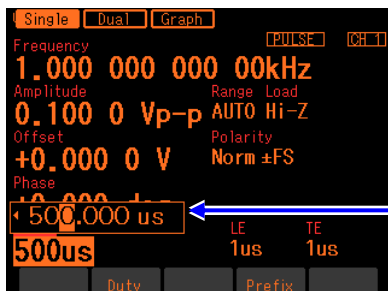 Single Dual Graph
Frequency PULSE CH 1
1.000 000 000 00kHz
Amplitude Range Load
0.100 0 Vp-p AUTO Hi-Z
Offset Polarity
+0.000 0 V Norm ±FS
Phase
500.000 us
LE TE
500us 1us 1us
Duty Prefix